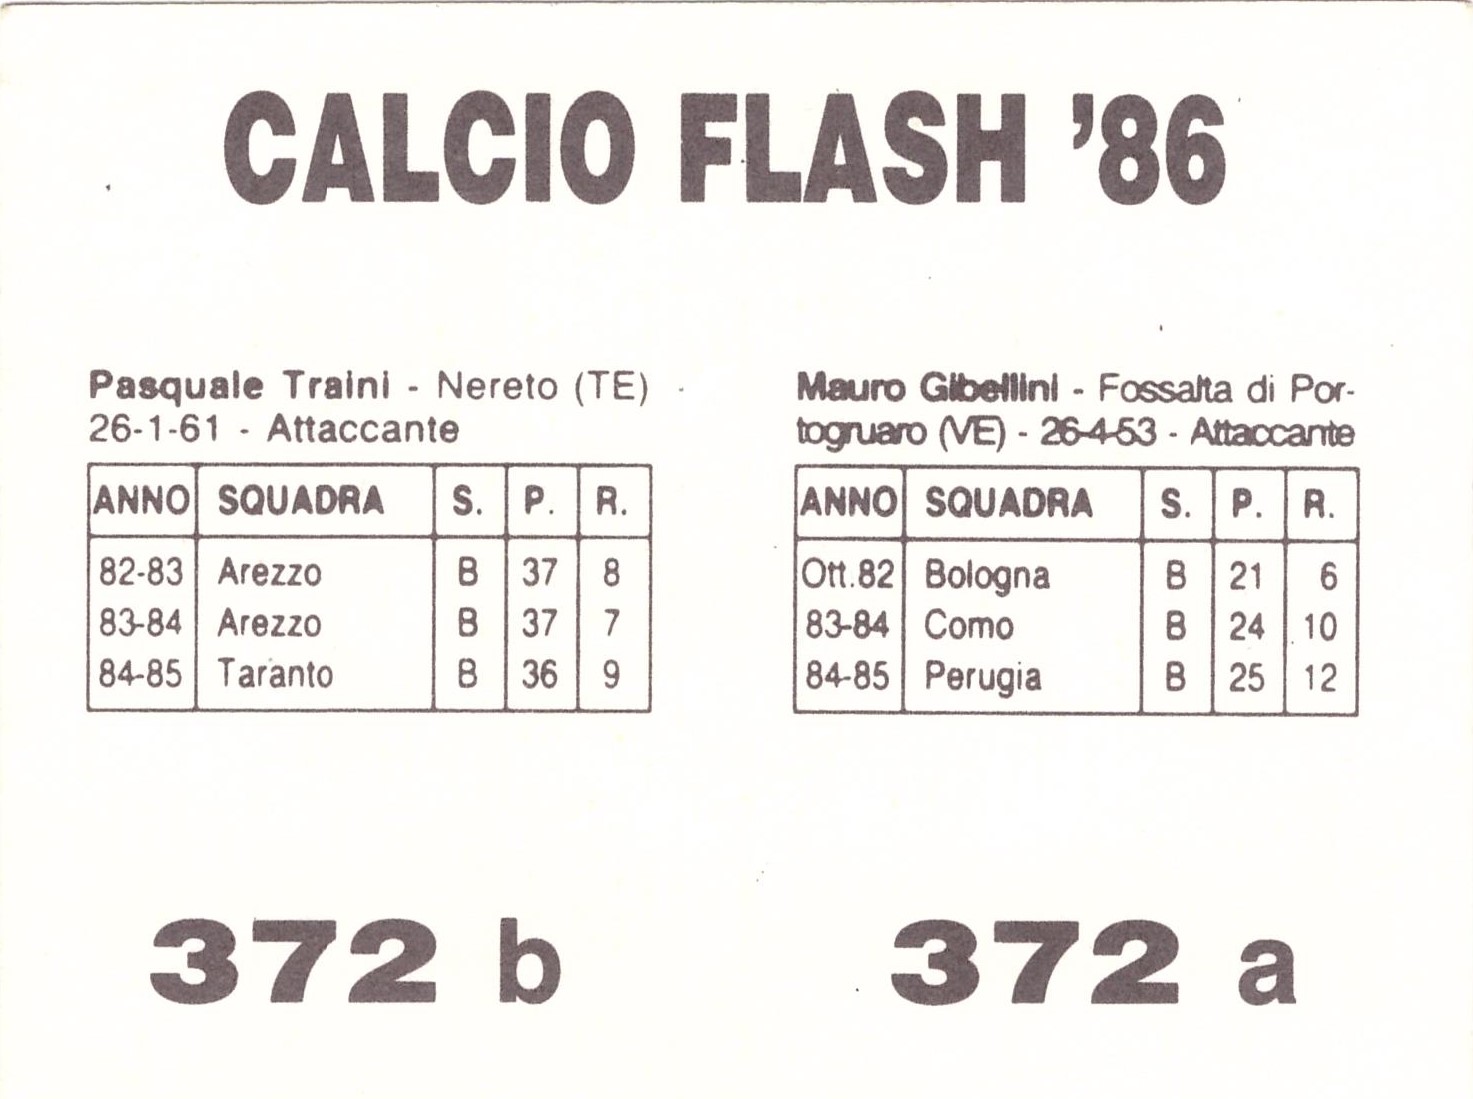 CALCIO FLASH '86
Pasquale Traini - Nereto (TE)
26-1-61 - Attaccante
ANNO SQUADRA S. P. R.
82-83 Arezzo B 37 8
83-84 Arezzo B 37 7
84-85 Taranto B 36 9
372 b
Mauro Gibellini - Fossalta di Por-
togruaro (VE) - 26-4-53 - Attaccante
ANNO SQUADRA S. P. R.
Ott.82 Bologna B 21 6
83-84 Como B 24 10
84-85 Perugia B 25 12
372 a